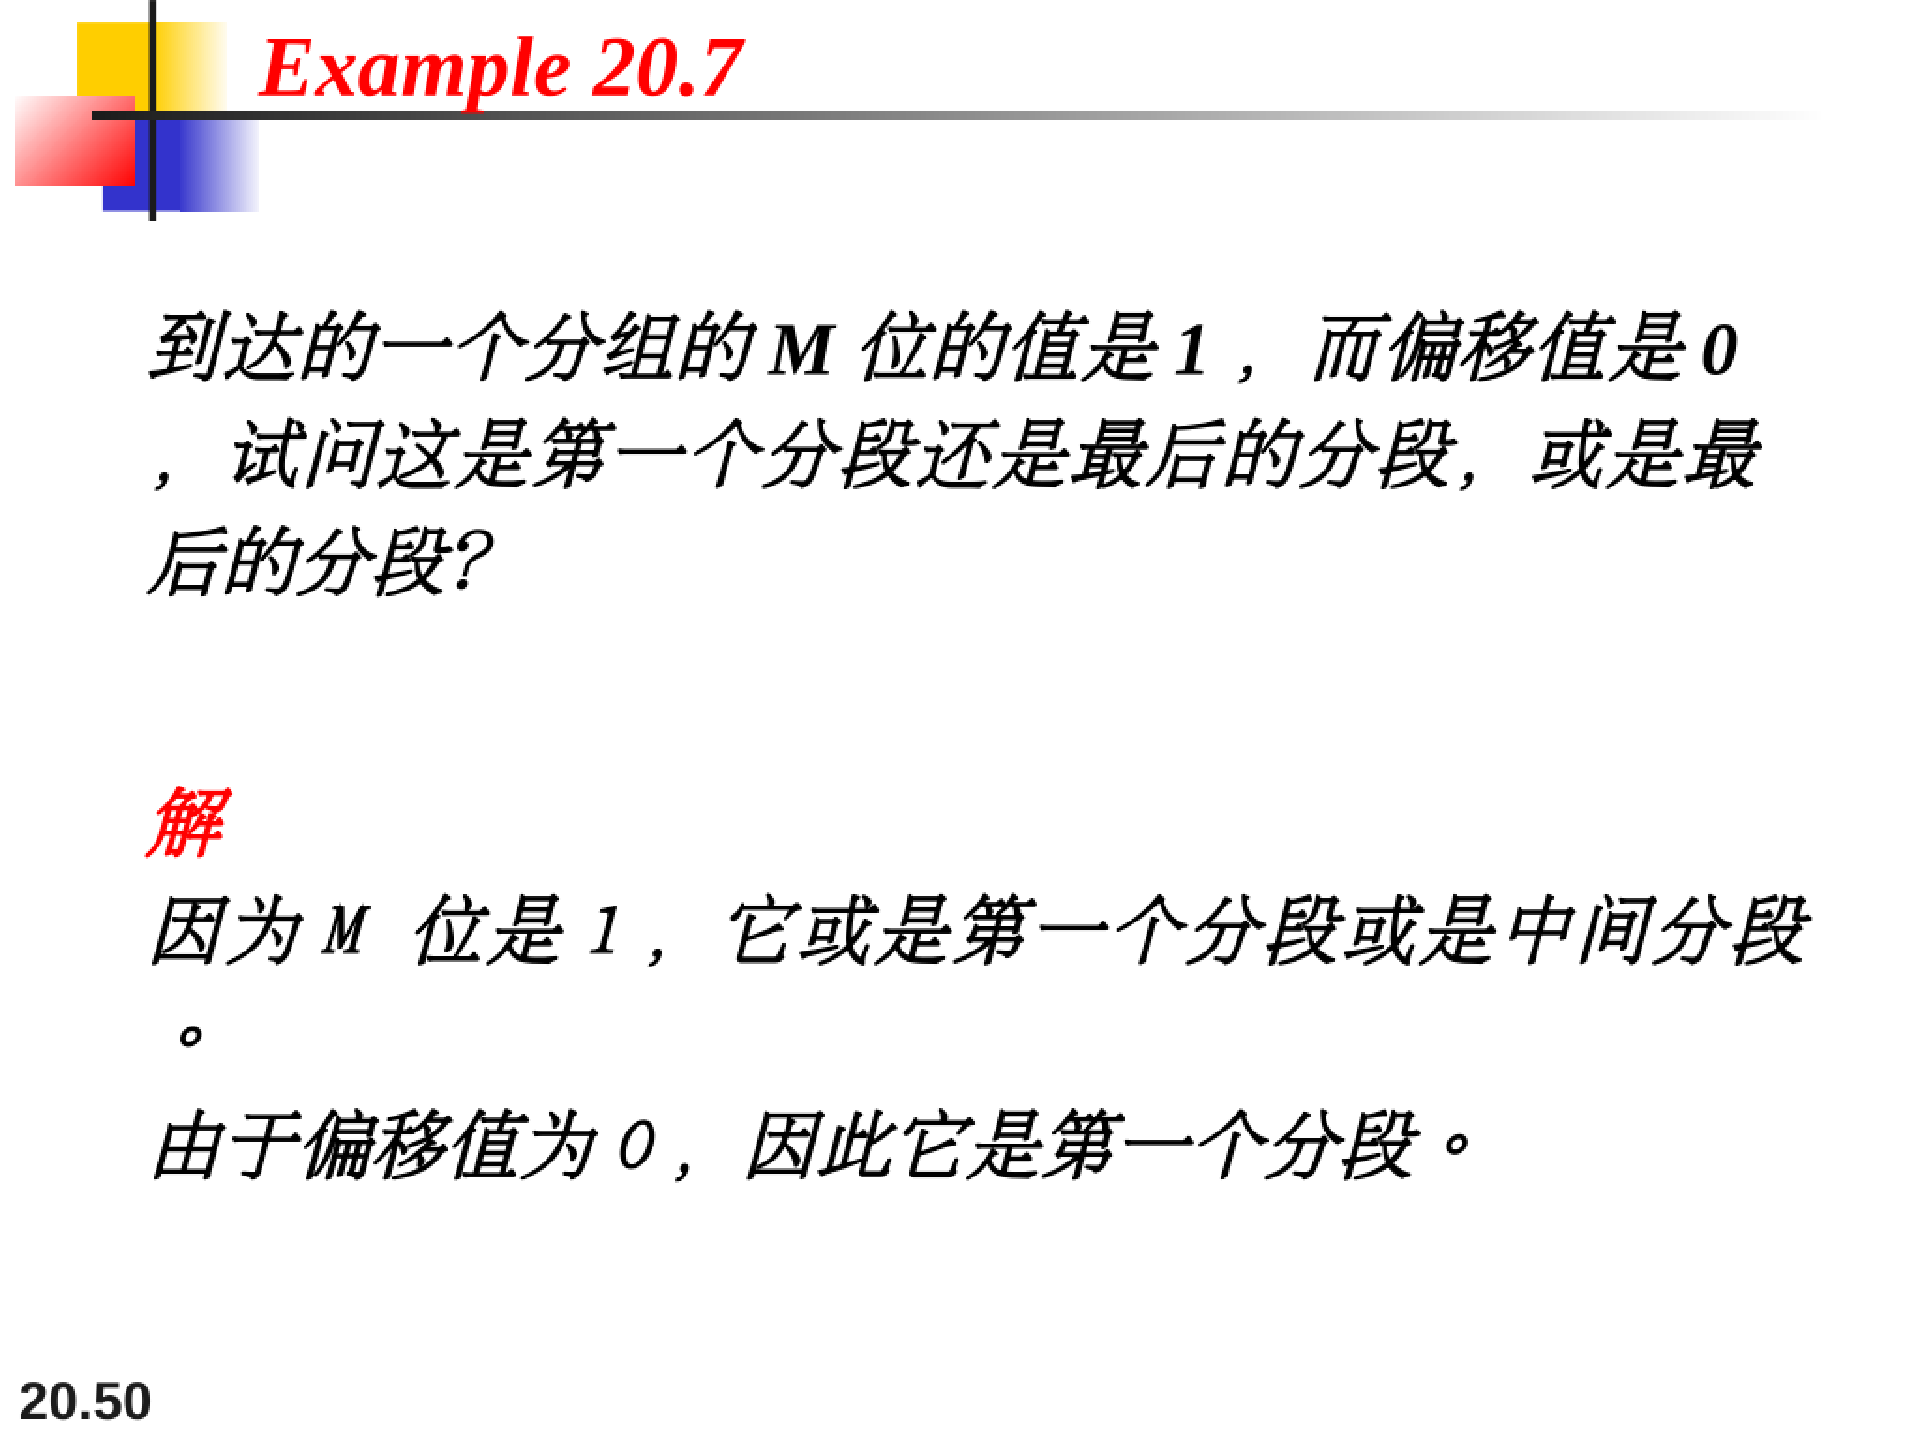 Example 20.7
到达的一个分组的 M 位的值是 1 ，而偏移值是 0
，试问这是第一个分段还是最后的分段，或是最
后的分段?
解
因为 M 位是 1 ，它或是第一个分段或是中间分段
。
由于偏移值为 0 ，因此它是第一个分段。
20.50